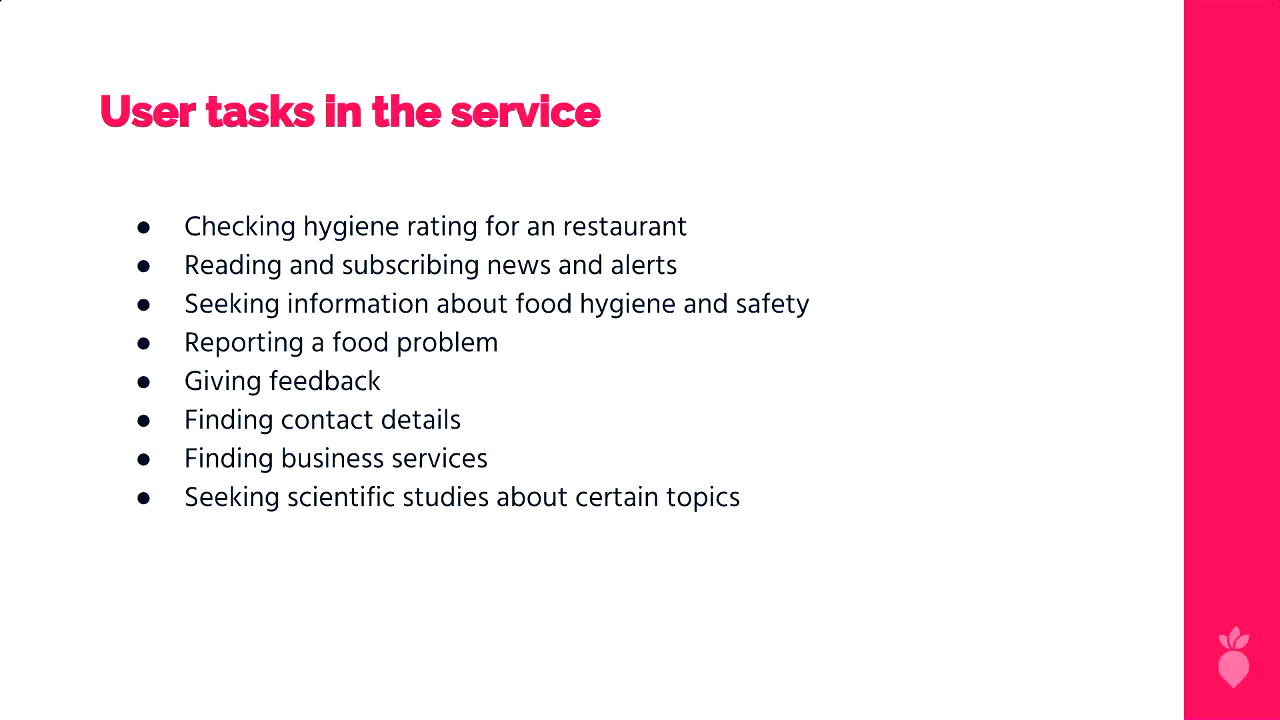 User tasks in the service
● Checking hygiene rating for an restaurant
● Reading and subscribing news and alerts
● Seeking information about food hygiene and safety
● Reporting a food problem
● Giving feedback
● Finding contact details
● Finding business services
● Seeking scientific studies about certain topics